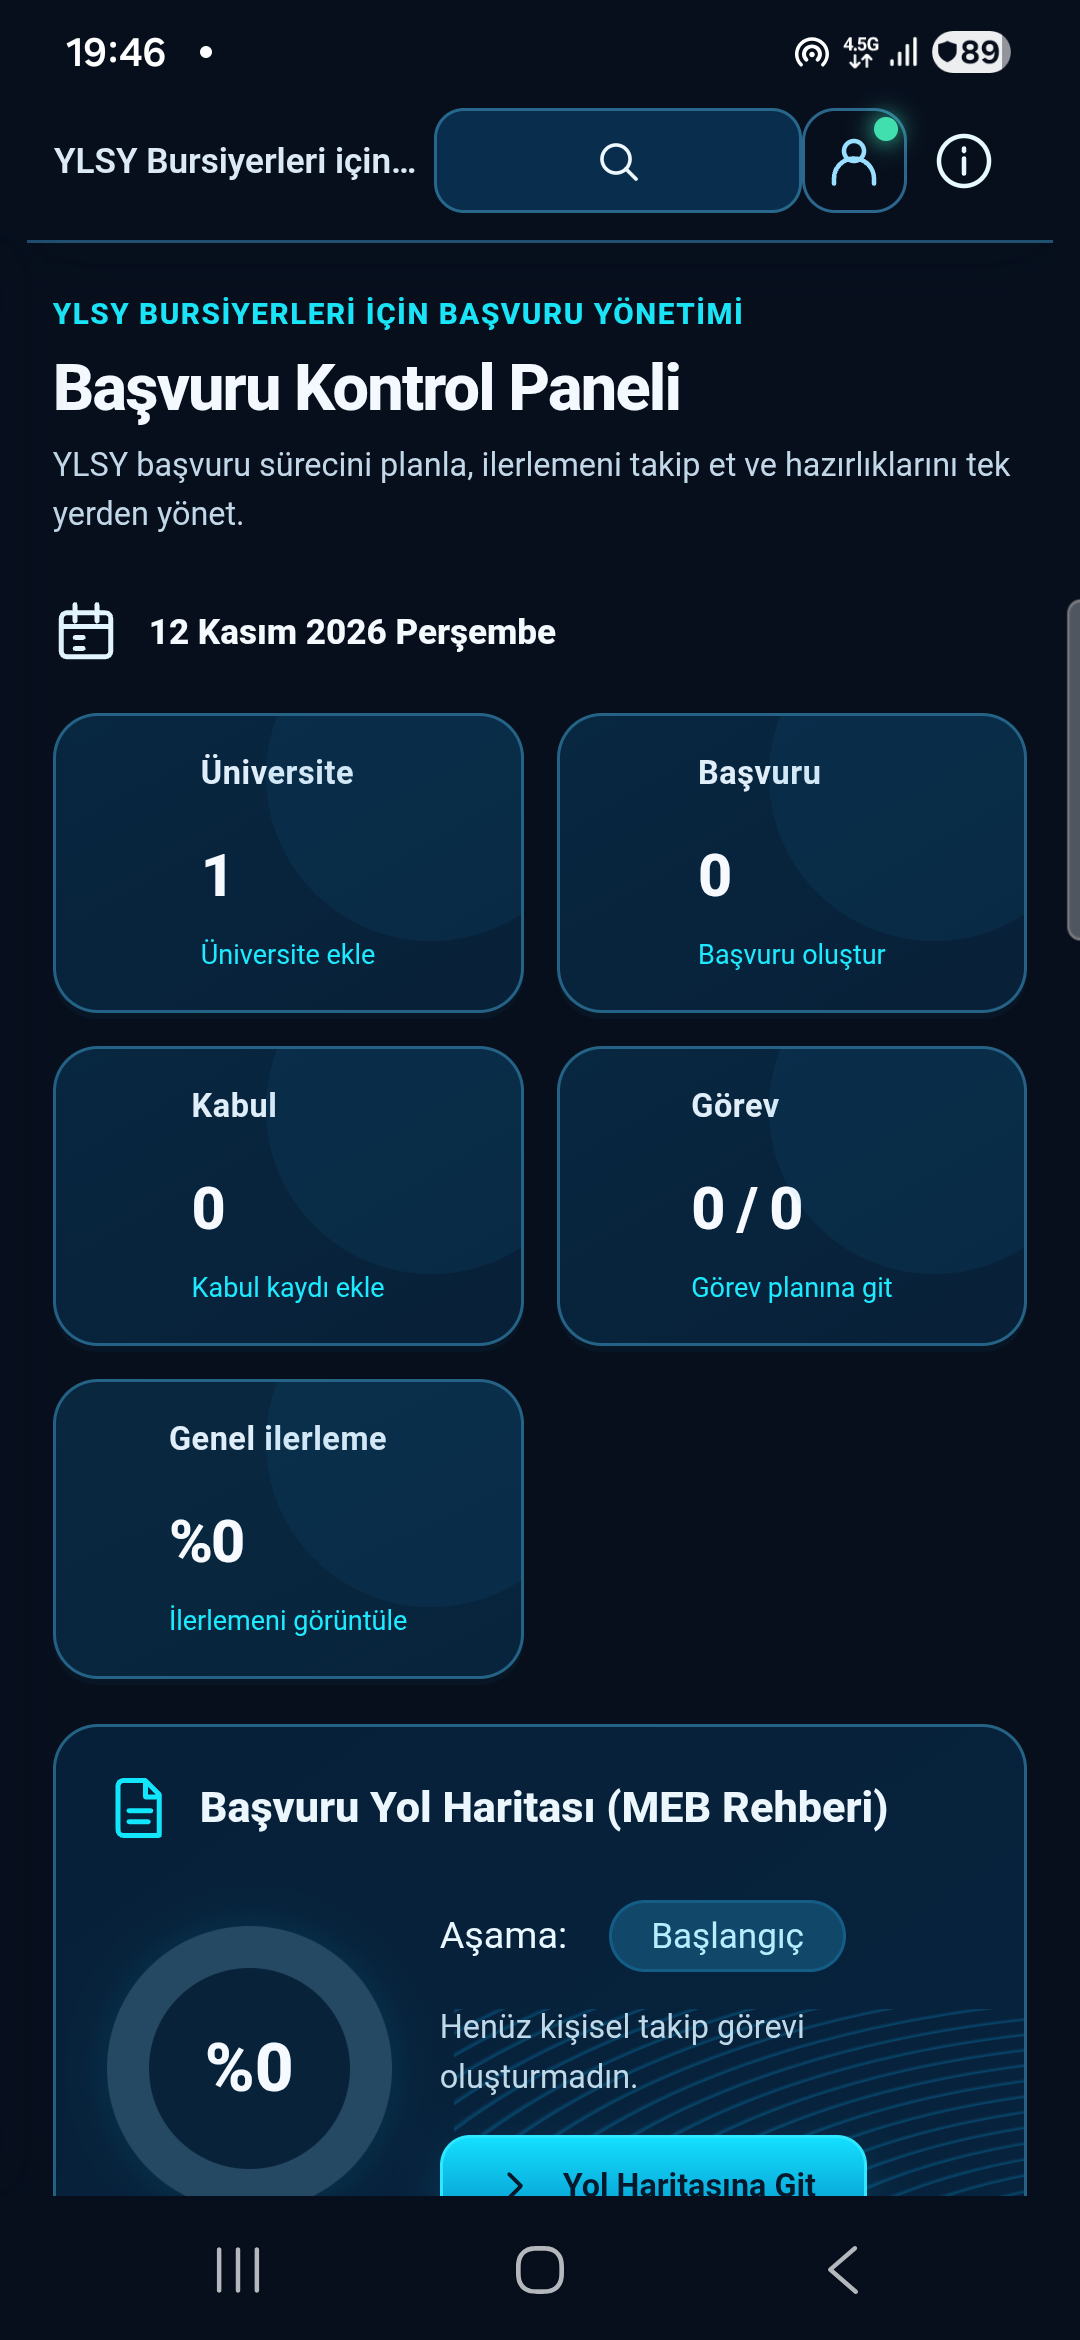 19:46
4.5G
89
YLSY Bursiyerleri için...
YLSY BURSİYERLERİ İÇİN BAŞVURU YÖNETİMİ
Başvuru Kontrol Paneli
YLSY başvuru sürecini planla, ilerlemeni takip et ve hazırlıklarını tek
yerden yönet.
12 Kasım 2026 Perşembe
Üniversite
1
Üniversite ekle
Başvuru
0
Başvuru oluştur
Kabul
0
Kabul kaydı ekle
Görev
0 / 0
Görev planına git
Genel ilerleme
%0
İlerlemeni görüntüle
Başvuru Yol Haritası (MEB Rehberi)
%0
Aşama:
Başlangıç
Henüz kişisel takip görevi
oluşturmadın.
Yol Haritasına Git